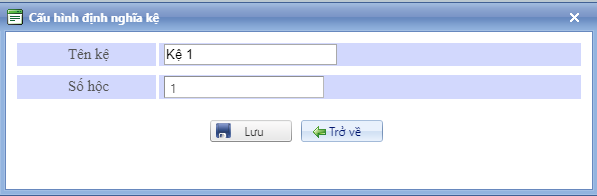 Cấu hình định nghĩa kệ
Tên kệ Kệ 1
Số hộc 1
Lưu Trở về